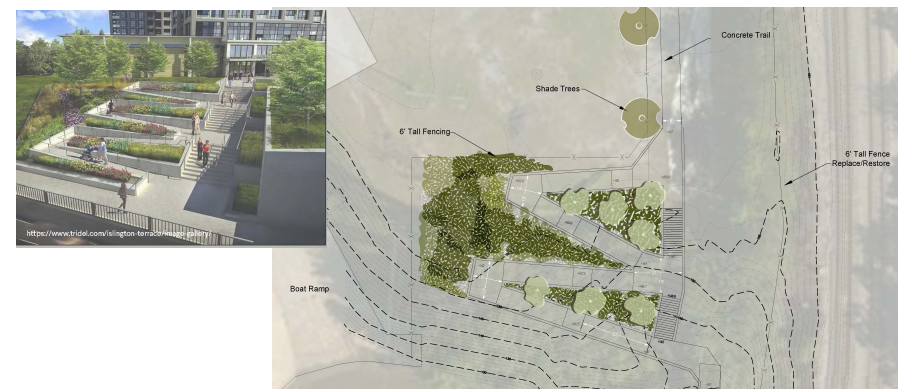 Concrete Trail
Shade Trees
6' Tall Fencing
6' Tall Fence
Replace/Restore
https://www.tridel.com/islington-terrace/image-gallery/
Boat Ramp